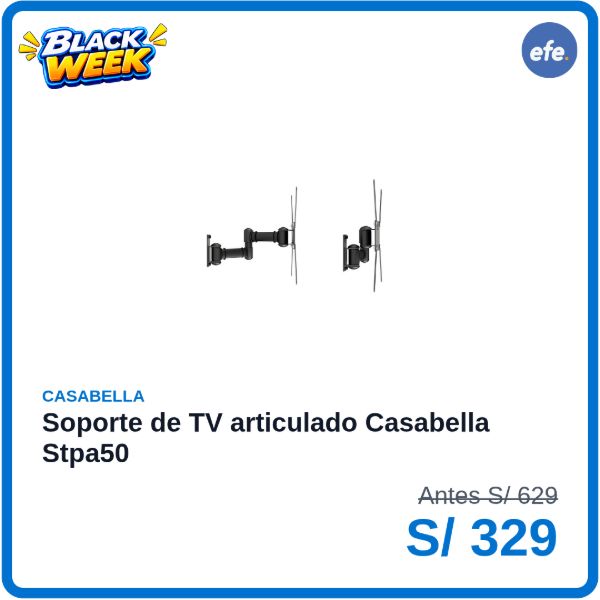 BLACK
WEEK
efe.
CASABELLA
Soporte de TV articulado Casabella
Stpa50
Antes S/ 629
S/ 329